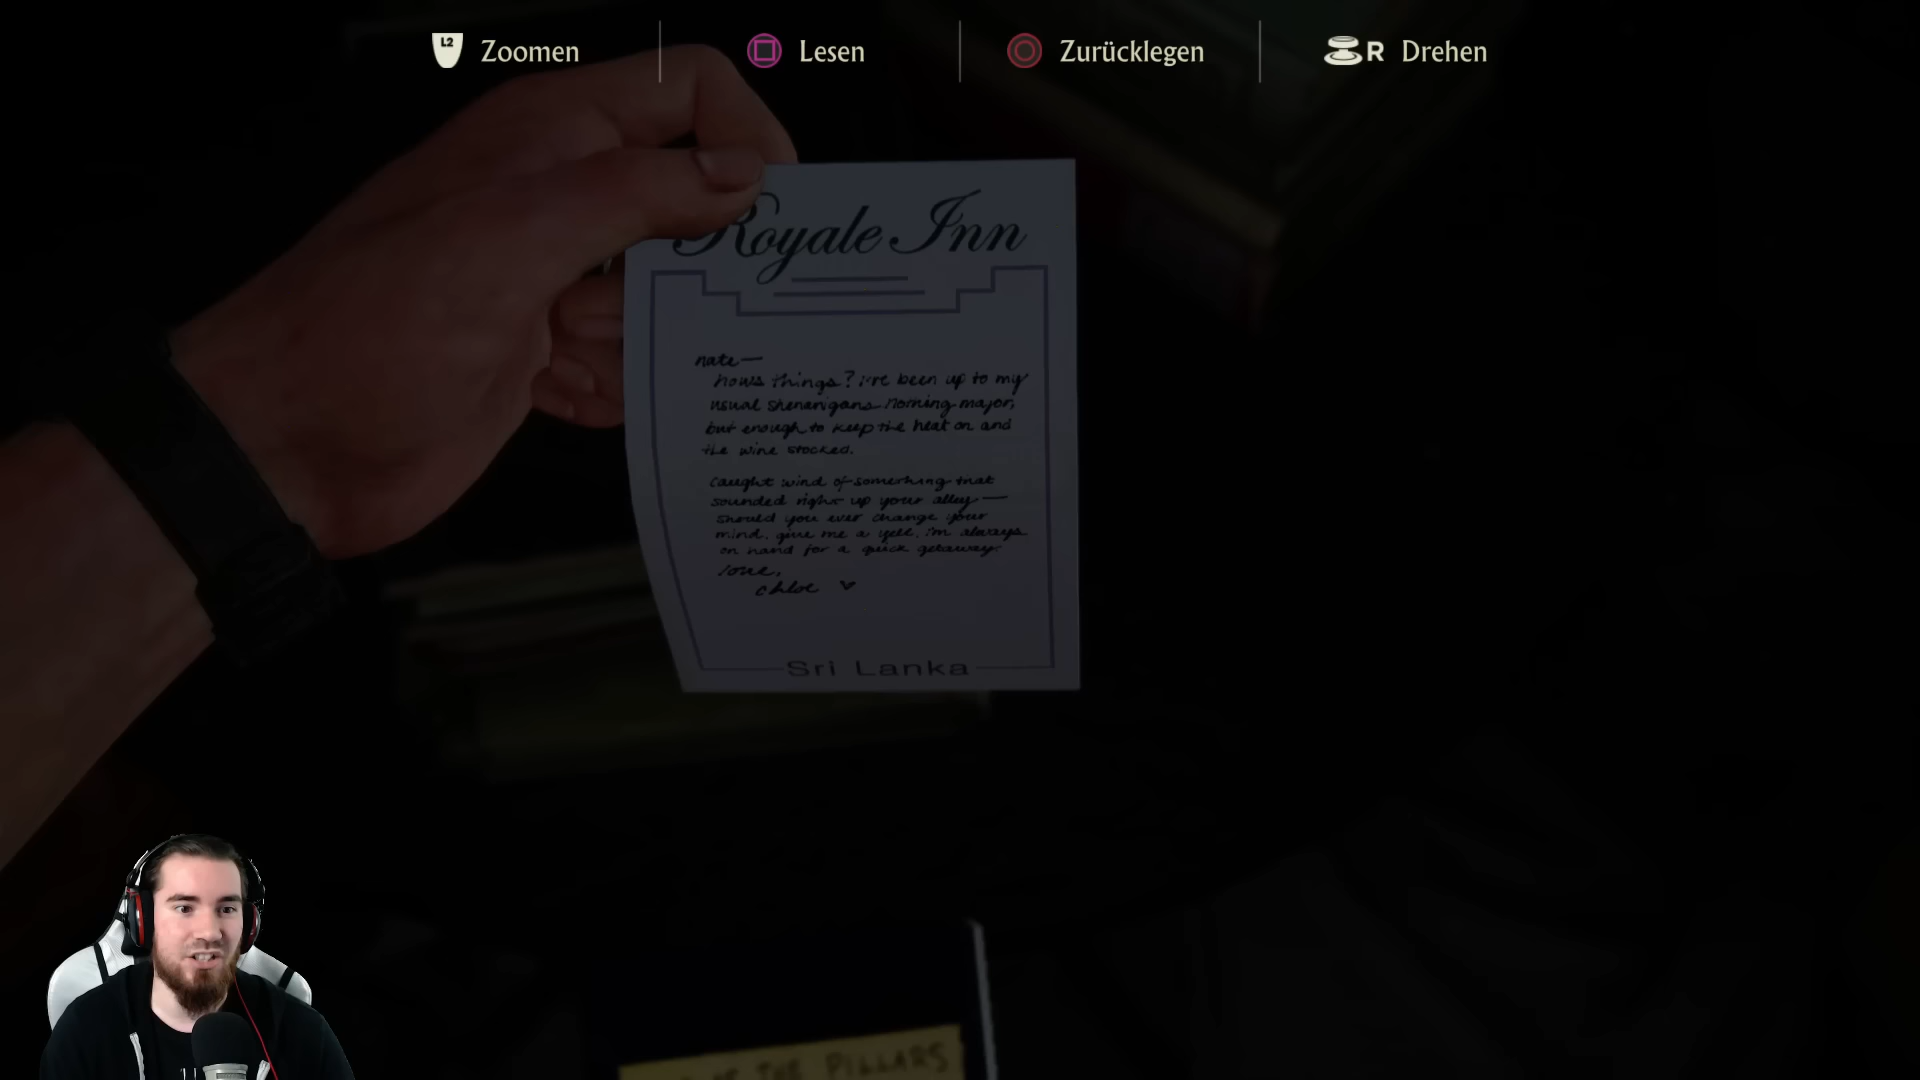 L2 Zoomen
Lesen
Zurücklegen
R Drehen
Royale Inn
nate—
hows things? i've been up to my
usual shenanigans. Nothing major,
but enough to keep the heat on and
the wine stocked.
Caught wind of something that
sounded right up your alley—
should you ever change your
mind, give me a yell. i'm always
on hand for a quick getaway.
love,
chloe
Sri Lanka
THE PILLARS